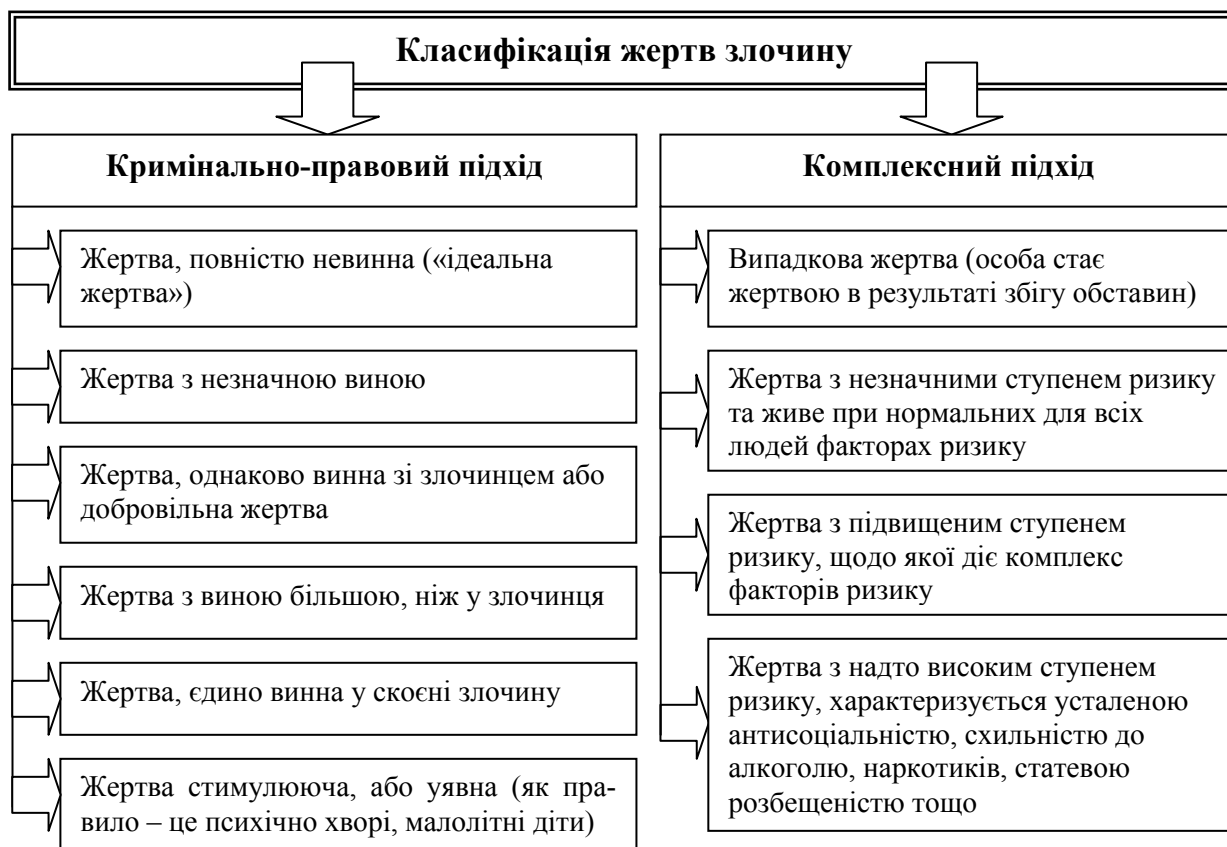 Класифікація жертв злочину
Кримінально-правовий підхід
Жертва, повністю невинна («ідеальна
жертва»)
Жертва з незначною виною
Жертва, однаково винна зі злочинцем або
добровільна жертва
Жертва з виною більшою, ніж у злочинця
Жертва, єдино винна у скоєні злочину
Жертва стимулююча, або уявна (як пра-
вило – це психічно хворі, малолітні діти)
Комплексний підхід
Випадкова жертва (особа стає
жертвою в результаті збігу обставин)
Жертва з незначними ступенем ризику
та живе при нормальних для всіх
людей факторах ризику
Жертва з підвищеним ступенем
ризику, щодо якої діє комплекс
факторів ризику
Жертва з надто високим ступенем
ризику, характеризується усталеною
антисоціальністю, схильністю до
алкоголю, наркотиків, статевою
розбещеністю тощо